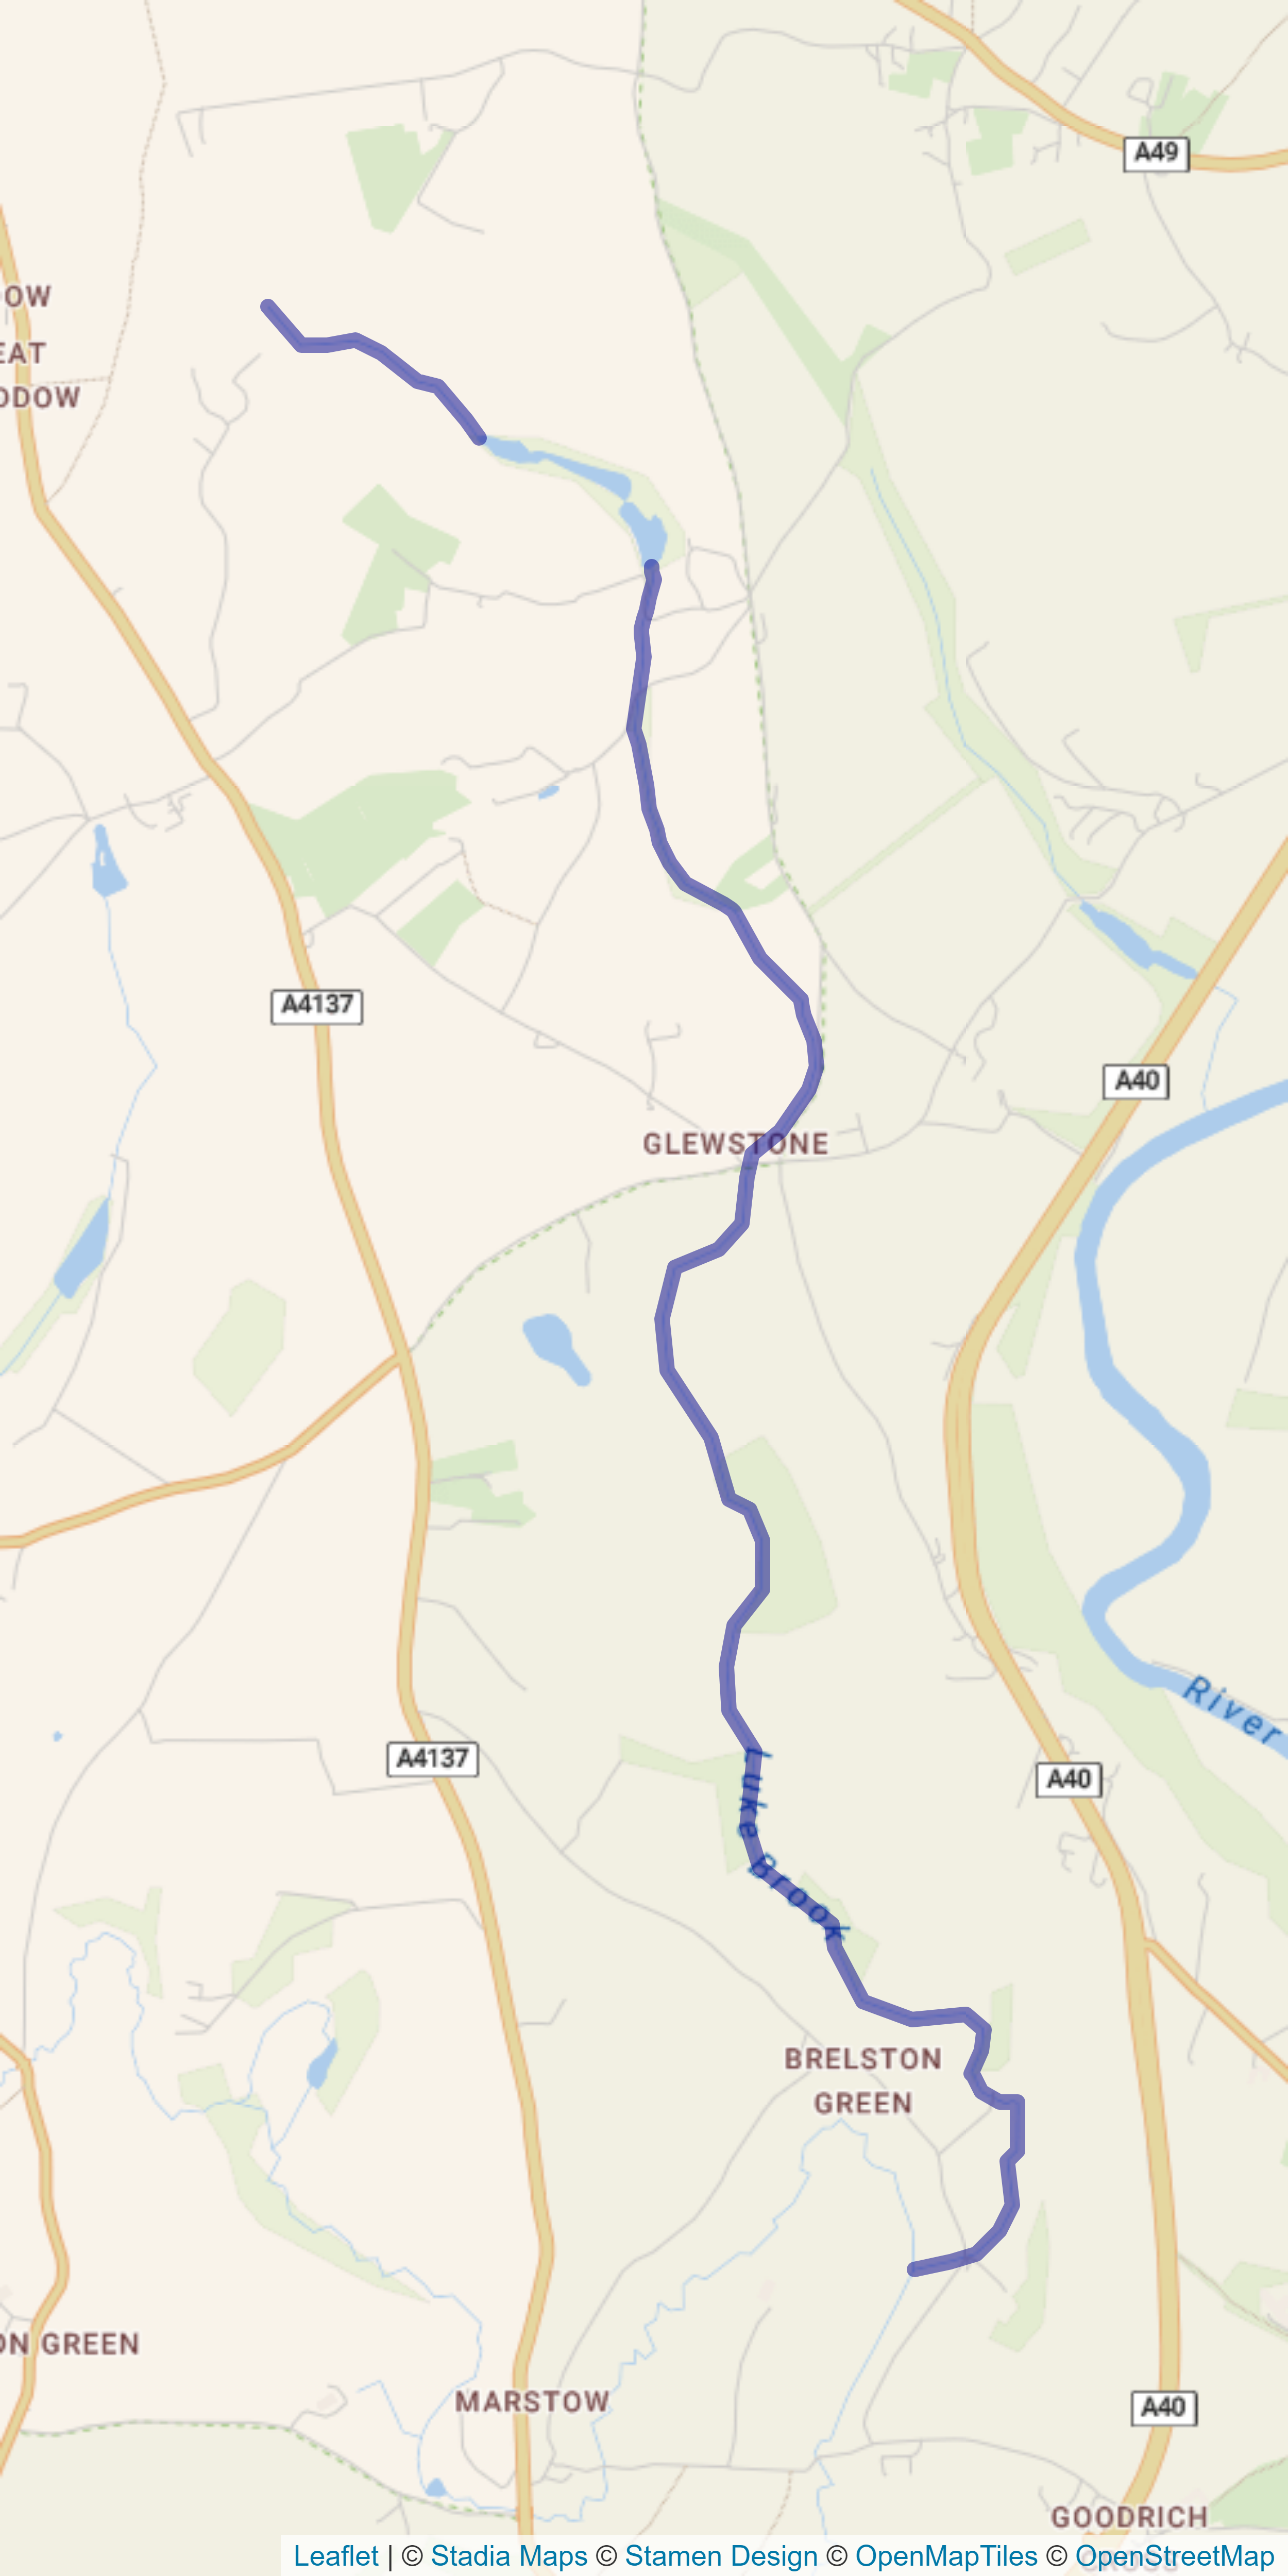 A49
OW
EAT
DDOW
A4137
A40
GLEWSTONE
River
A4137
A40
Luke Brook
BRELSTON
GREEN
ON GREEN
MARSTOW
A40
GOODRICH
Leaflet | © Stadia Maps © Stamen Design © OpenMapTiles © OpenStreetMap